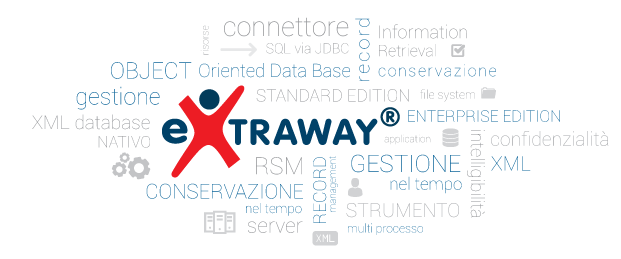 risorse
connettore
record
Information
Retrieval
SQL via JDBC
OBJECT Oriented Data Base
conservazione
gestione
STANDARD EDITION
file system
XML database
NATIVO
eXTRAWAY®
ENTERPRISE EDITION
application
intelligibilità
confidenzialità
RSM
RECORD
management
GESTIONE
XML
nel tempo
CONSERVAZIONE
nel tempo
STRUMENTO
server
XML
multi processo